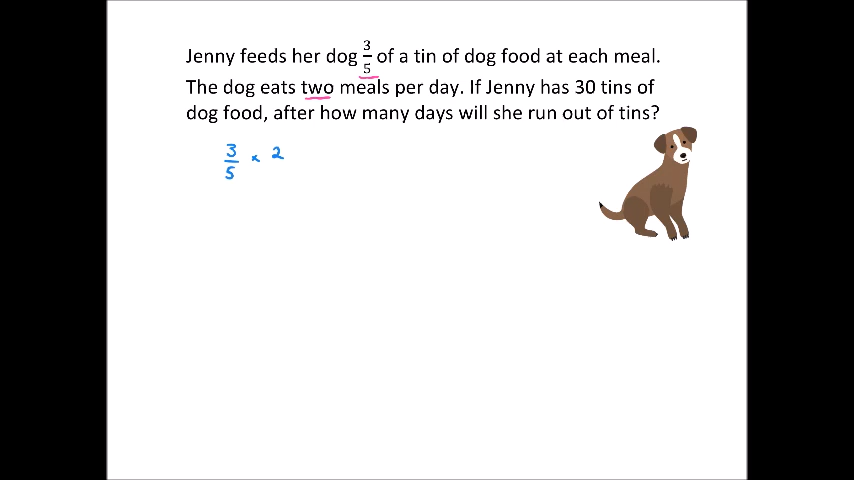 Jenny feeds her dog 3/5 of a tin of dog food at each meal.
The dog eats two meals per day. If Jenny has 30 tins of
dog food, after how many days will she run out of tins?
3/5 × 2